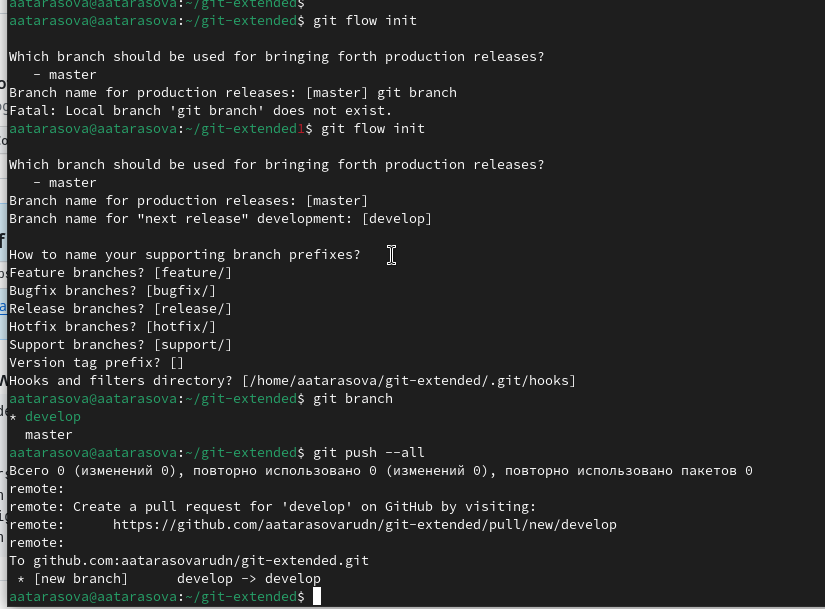 aatarasova@aatarasova:~/git-extended$
aatarasova@aatarasova:~/git-extended$ git flow init
Which branch should be used for bringing forth production releases?
   - master
Branch name for production releases: [master] git branch
Fatal: Local branch 'git branch' does not exist.
aatarasova@aatarasova:~/git-extended1$ git flow init
Which branch should be used for bringing forth production releases?
   - master
Branch name for production releases: [master]
Branch name for "next release" development: [develop]
How to name your supporting branch prefixes?
Feature branches? [feature/]
Bugfix branches? [bugfix/]
Release branches? [release/]
Hotfix branches? [hotfix/]
Support branches? [support/]
Version tag prefix? []
Hooks and filters directory? [/home/aatarasova/git-extended/.git/hooks]
aatarasova@aatarasova:~/git-extended$ git branch
* develop
  master
aatarasova@aatarasova:~/git-extended$ git push --all
Всего 0 (изменений 0), повторно использовано 0 (изменений 0), повторно использовано пакетов 0
remote:
remote: Create a pull request for 'develop' on GitHub by visiting:
remote:      https://github.com/aatarasovarudn/git-extended/pull/new/develop
remote:
To github.com:aatarasovarudn/git-extended.git
 * [new branch]      develop -> develop
aatarasova@aatarasova:~/git-extended$